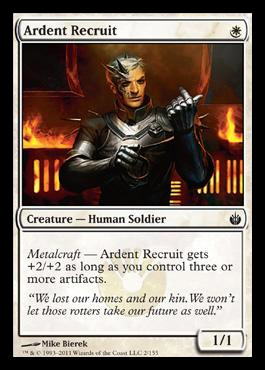 Ardent Recruit
Creature — Human Soldier
Metalcraft — Ardent Recruit gets
+2/+2 as long as you control three or
more artifacts.
“We lost our homes and our kin. We won’t
let those rotters take our future as well.”
Mike Bierek
™ & © 1993–2011 Wizards of the Coast LLC 2/155
1/1